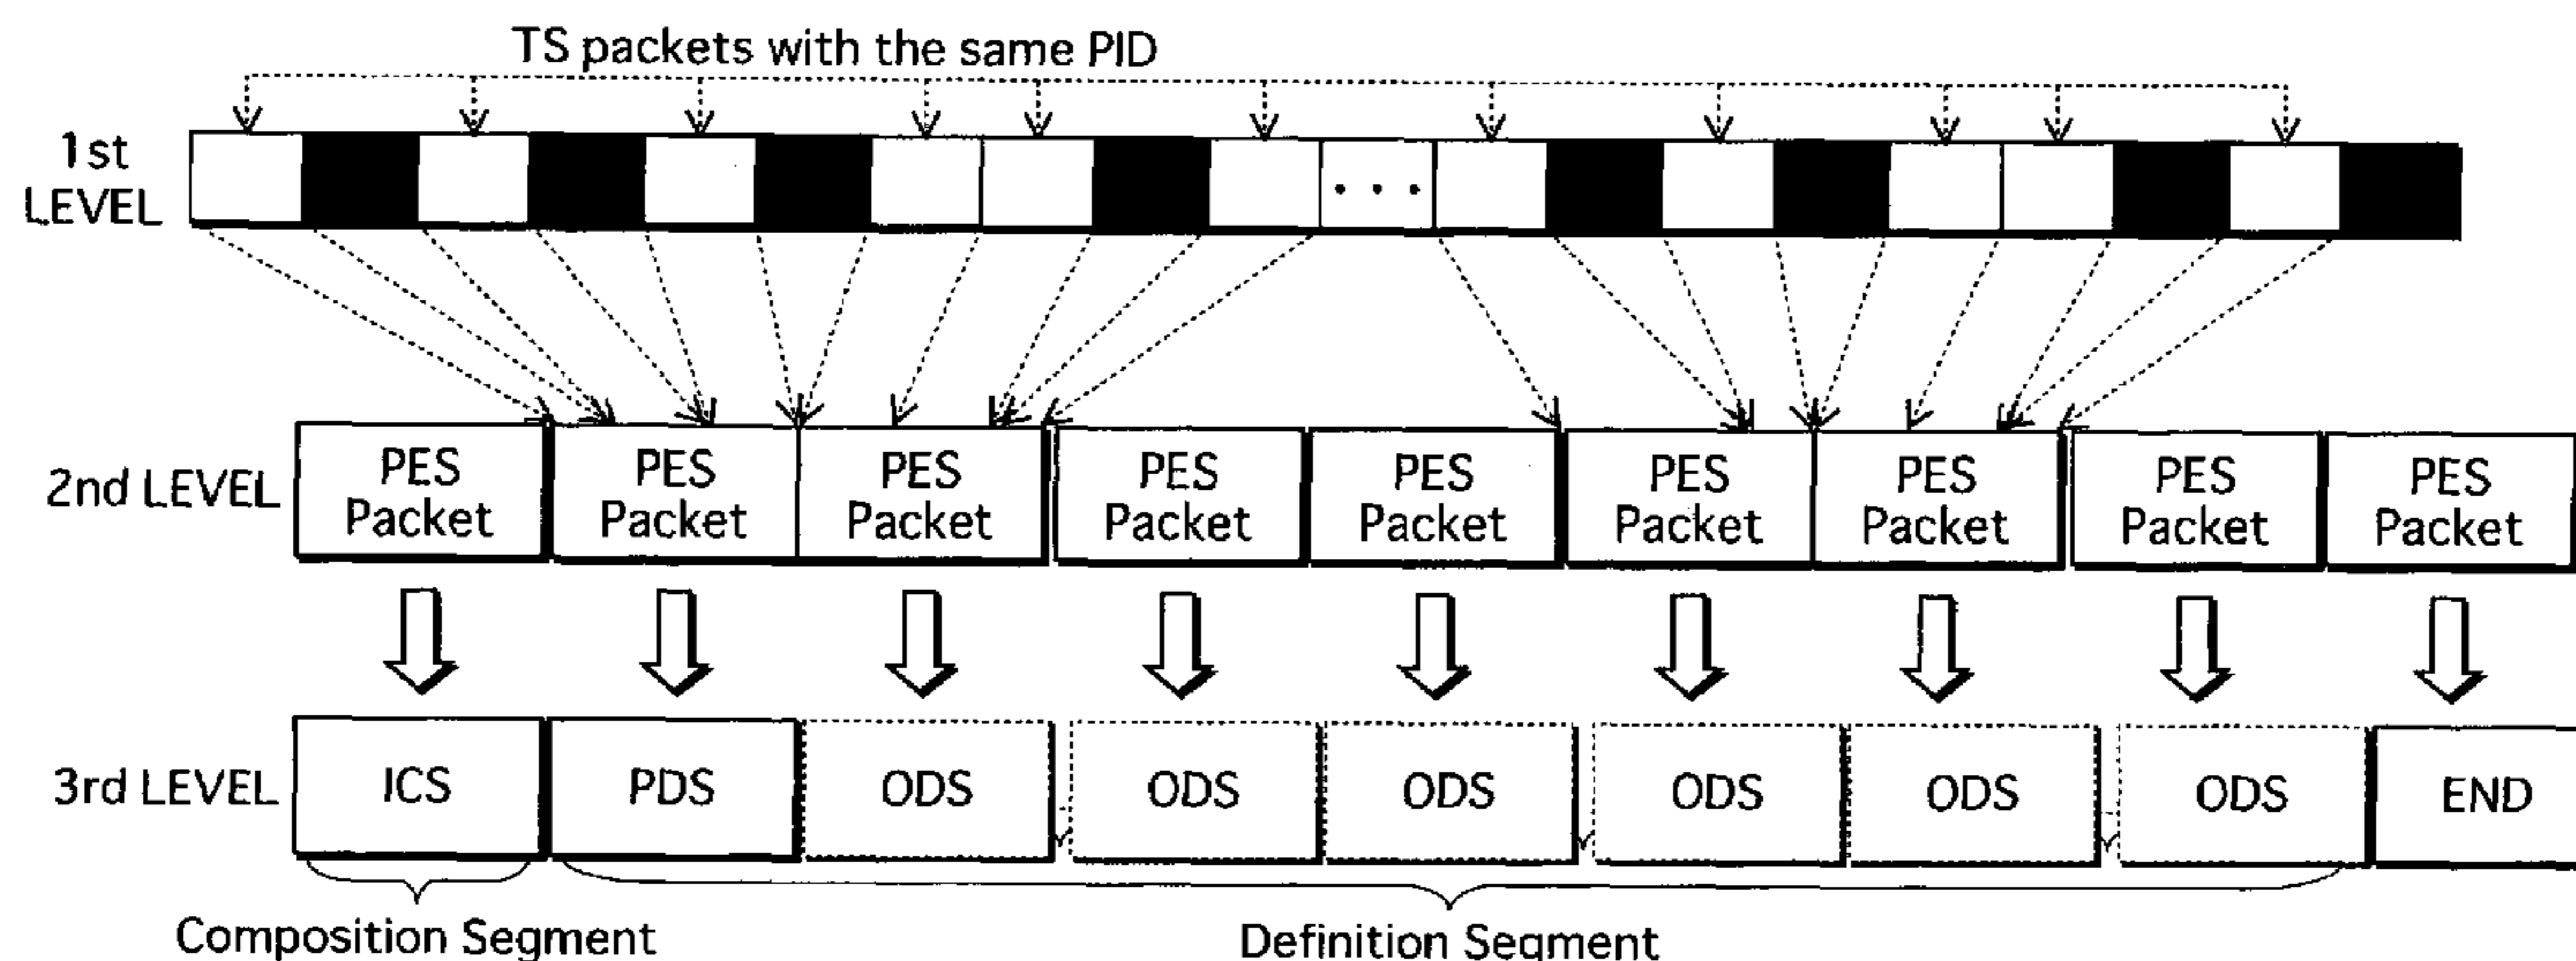 TS packets with the same PID
1st
LEVEL
. . .
2nd LEVEL
PES
Packet
PES
Packet
PES
Packet
PES
Packet
PES
Packet
PES
Packet
PES
Packet
PES
Packet
PES
Packet
3rd LEVEL
ICS
PDS
ODS
ODS
ODS
ODS
ODS
ODS
END
Composition Segment
Definition Segment